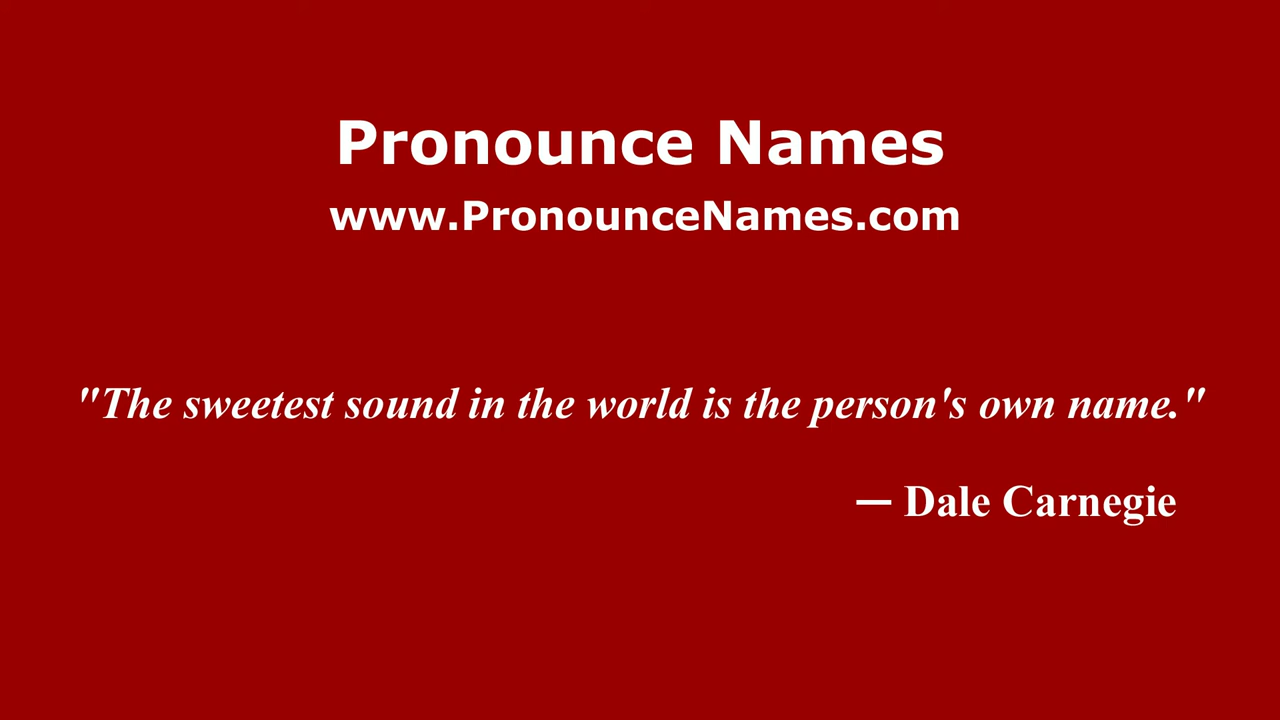 Pronounce Names
www.PronounceNames.com
"The sweetest sound in the world is the person's own name."
— Dale Carnegie